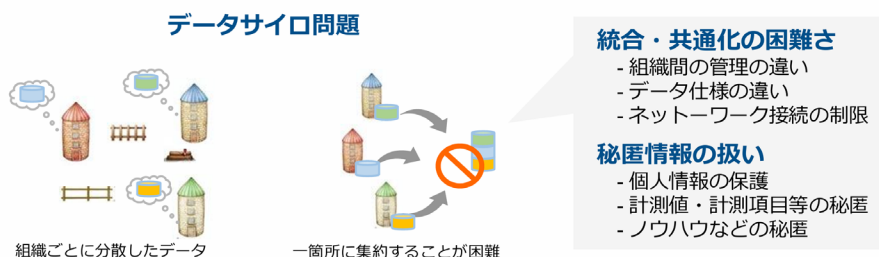 データサイロ問題
組織ごとに分散したデータ
一箇所に集約することが困難
統合・共通化の困難さ
- 組織間の管理の違い
- データ仕様の違い
- ネットーワーク接続の制限
秘匿情報の扱い
- 個人情報の保護
- 計測値・計測項目等の秘匿
- ノウハウなどの秘匿